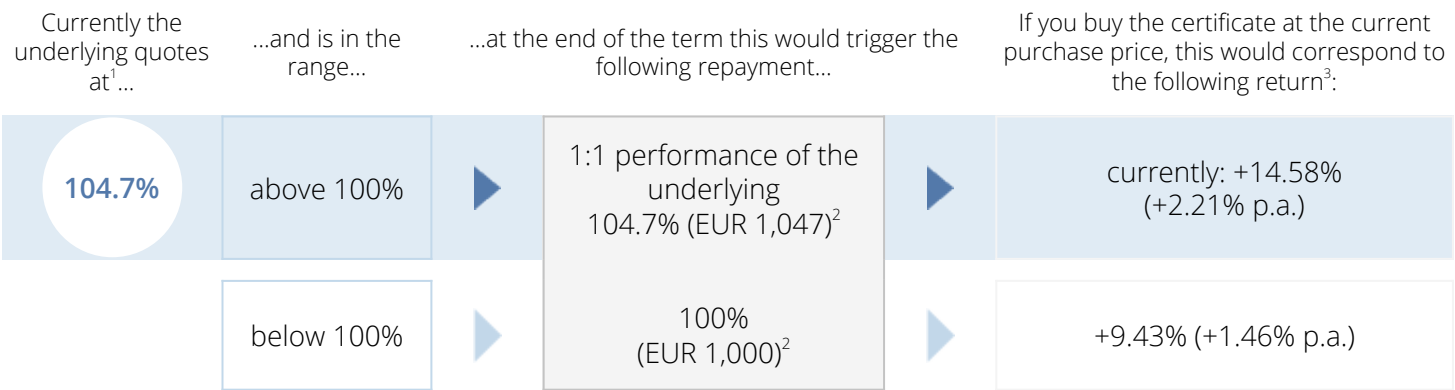 Currently the
underlying quotes
at¹...
...and is in the
range...
...at the end of the term this would trigger the
following repayment...
If you buy the certificate at the current
purchase price, this would correspond to
the following return³:
104.7%
above 100%
1:1 performance of the
underlying
104.7% (EUR 1,047)²
currently: +14.58%
(+2.21% p.a.)
below 100%
100%
(EUR 1,000)²
+9.43% (+1.46% p.a.)